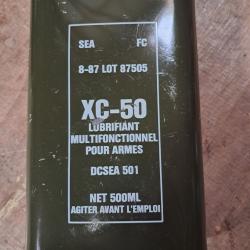 SEA FC
8-87 LOT 87505
XC-50
LUBRIFIANT
MULTIFONCTIONNEL
POUR ARMES
DCSEA 501
NET 500ML
AGITER AVANT L'EMPLOI